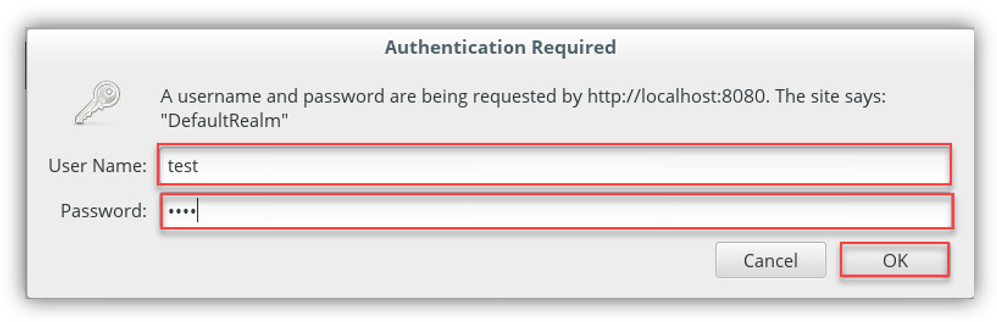 Authentication Required
A username and password are being requested by http://localhost:8080. The site says:
"DefaultRealm"
User Name: test
Password: ••••
Cancel OK